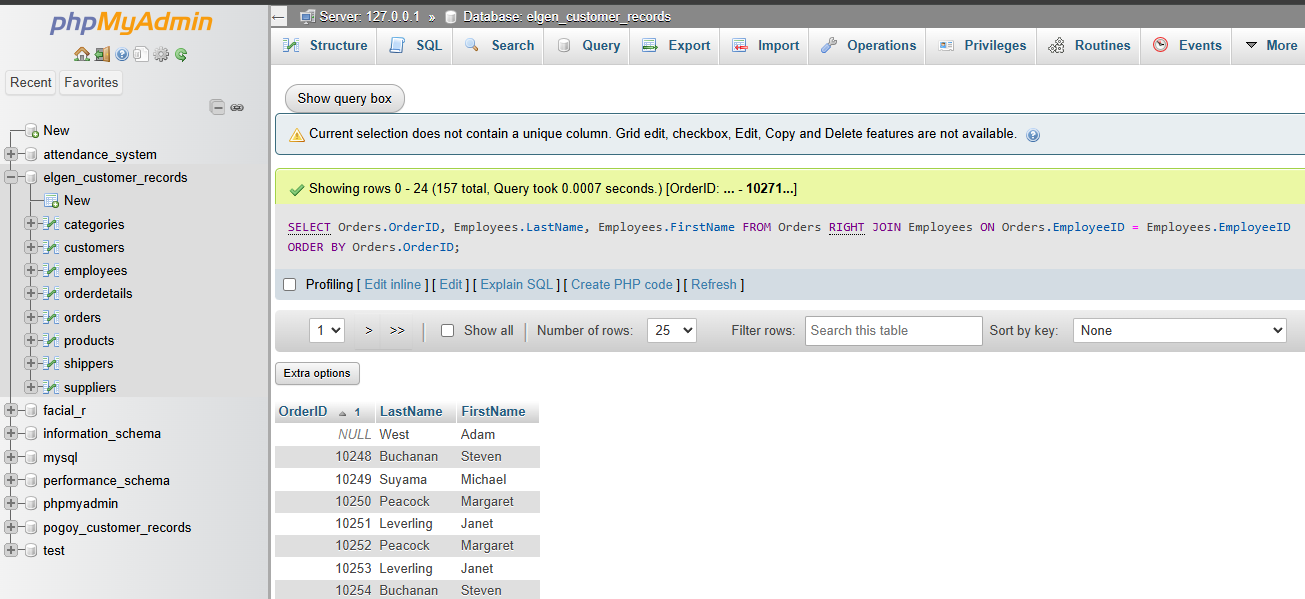 phpMyAdmin
Recent Favorites
New
attendance_system
elgen_customer_records
New
categories
customers
employees
orderdetails
orders
products
shippers
suppliers
facial_r
information_schema
mysql
performance_schema
phpmyadmin
pogoy_customer_records
test
Server: 127.0.0.1 » Database: elgen_customer_records
Structure SQL Search Query Export Import Operations Privileges Routines Events More
Show query box
Current selection does not contain a unique column. Grid edit, checkbox, Edit, Copy and Delete features are not available.
Showing rows 0 - 24 (157 total, Query took 0.0007 seconds.) [OrderID: ... - 10271...]
SELECT Orders.OrderID, Employees.LastName, Employees.FirstName FROM Orders RIGHT JOIN Employees ON Orders.EmployeeID = Employees.EmployeeID
ORDER BY Orders.OrderID;
Profiling [ Edit inline ] [ Edit ] [ Explain SQL ] [ Create PHP code ] [ Refresh ]
1 > >> Show all Number of rows: 25 Filter rows: Search this table Sort by key: None
Extra options
OrderID 1 LastName FirstName
NULL West Adam
10248 Buchanan Steven
10249 Suyama Michael
10250 Peacock Margaret
10251 Leverling Janet
10252 Peacock Margaret
10253 Leverling Janet
10254 Buchanan Steven